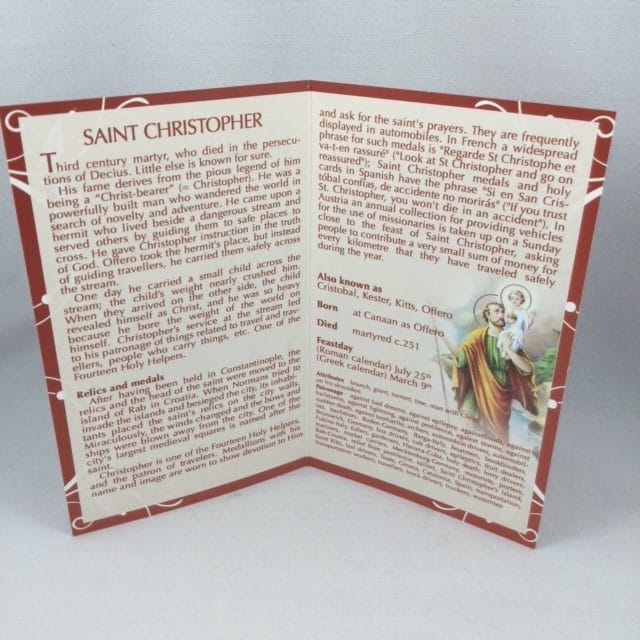 SAINT CHRISTOPHER
Third century martyr, who died in the persecu-
tions of Decius. Little else is known for sure.
His fame derives from the pious legend of him
being a "Christ-bearer" (= Christopher). He was a
powerfully built man who wandered the world in
search of novelty and adventure. He came upon a
hermit who lived beside a dangerous stream and
served others by guiding them to safe places to
cross. He gave Christopher instruction in the truth
of God. Offero took the hermit's place, but instead
of guiding travellers, he carried them safely across
the stream.
One day he carried a small child across the
stream; the child's weight nearly crushed him.
When they arrived on the other side, the child
revealed himself as Christ, and he was so heavy
because he bore the weight of the world on
himself. Christopher's service at the stream led
to his patronage of things related to travel and trav-
ellers, people who carry things, etc. One of the
Fourteen Holy Helpers.
Relics and medals
After having been held in Constantinople, the
relics and the head of the saint were moved to the
island of Rab in Croatia. When Normans tried to
invade the islands and besieged the city, its inhabi-
tants placed the saint's relics on the city walls.
Miraculously, the winds changed and the bows and
ships were blown away from the city. One of the
city's largest medieval squares is named after the
saint.
Christopher is one of the Fourteen Holy Helpers,
and the patron of travelers. Medallions with his
name and image are worn to show devotion to Him
and ask for the saint's prayers. They are frequently
displayed in automobiles. In French a widespread
phrase for such medals is "Regarde St Christophe et
va-t-en rassuré" ("Look at St Christopher and go on
reassured"); Saint Christopher medals and holy
cards in Spanish have the phrase "Si en San Cris-
tóbal confías, de accidente no morirás" ("If you trust
St. Christopher, you won't die in an accident"). In
Austria an annual collection for providing vehicles
for the use of missionaries is taken up on a Sunday
close to the feast of Saint Christopher, asking
people to contribute a very small sum of money for
every kilometre that they have traveled safely
during the year.
Also known as
Cristobal, Kester, Kitts, Offero
Born at Canaan as Offero
Died martyred c.251
Feastday
(Roman calendar) July 25th
(Greek calendar) March 9th
Attributes branch, giant, torrent, tree, man with Christ
on his shoulders